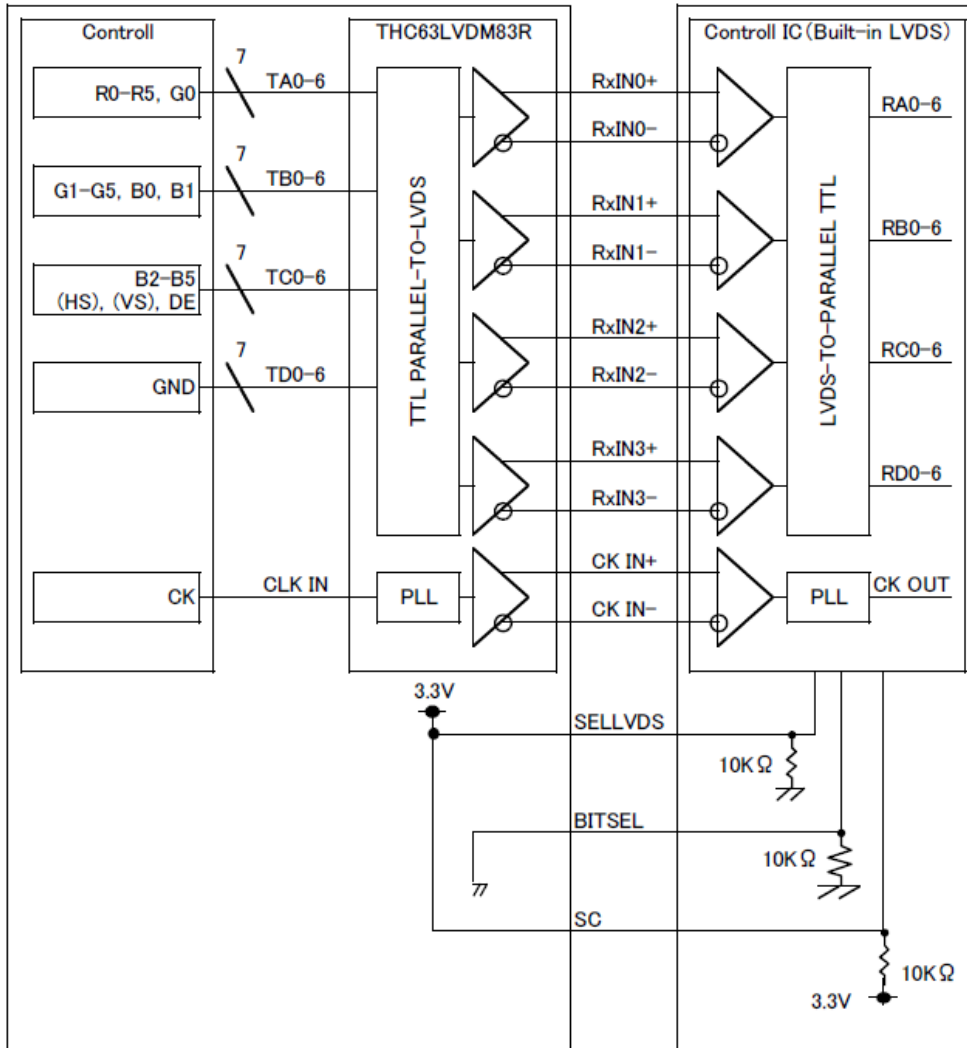 Controll
THC63LVDM83R
Controll IC(Built-in LVDS)
R0-R5, G0
7
TA0-6
RxIN0+
RxIN0-
RA0-6
G1-G5, B0, B1
7
TB0-6
RxIN1+
RxIN1-
RB0-6
B2-B5
(HS), (VS), DE
7
TC0-6
RxIN2+
RxIN2-
RC0-6
GND
7
TD0-6
RxIN3+
RxIN3-
RD0-6
TTL PARALLEL-TO-LVDS
LVDS-TO-PARALLEL TTL
CK
CLK IN
PLL
CK IN+
CK IN-
PLL
CK OUT
3.3V
SELLVDS
10KΩ
BITSEL
10KΩ
SC
10KΩ
3.3V